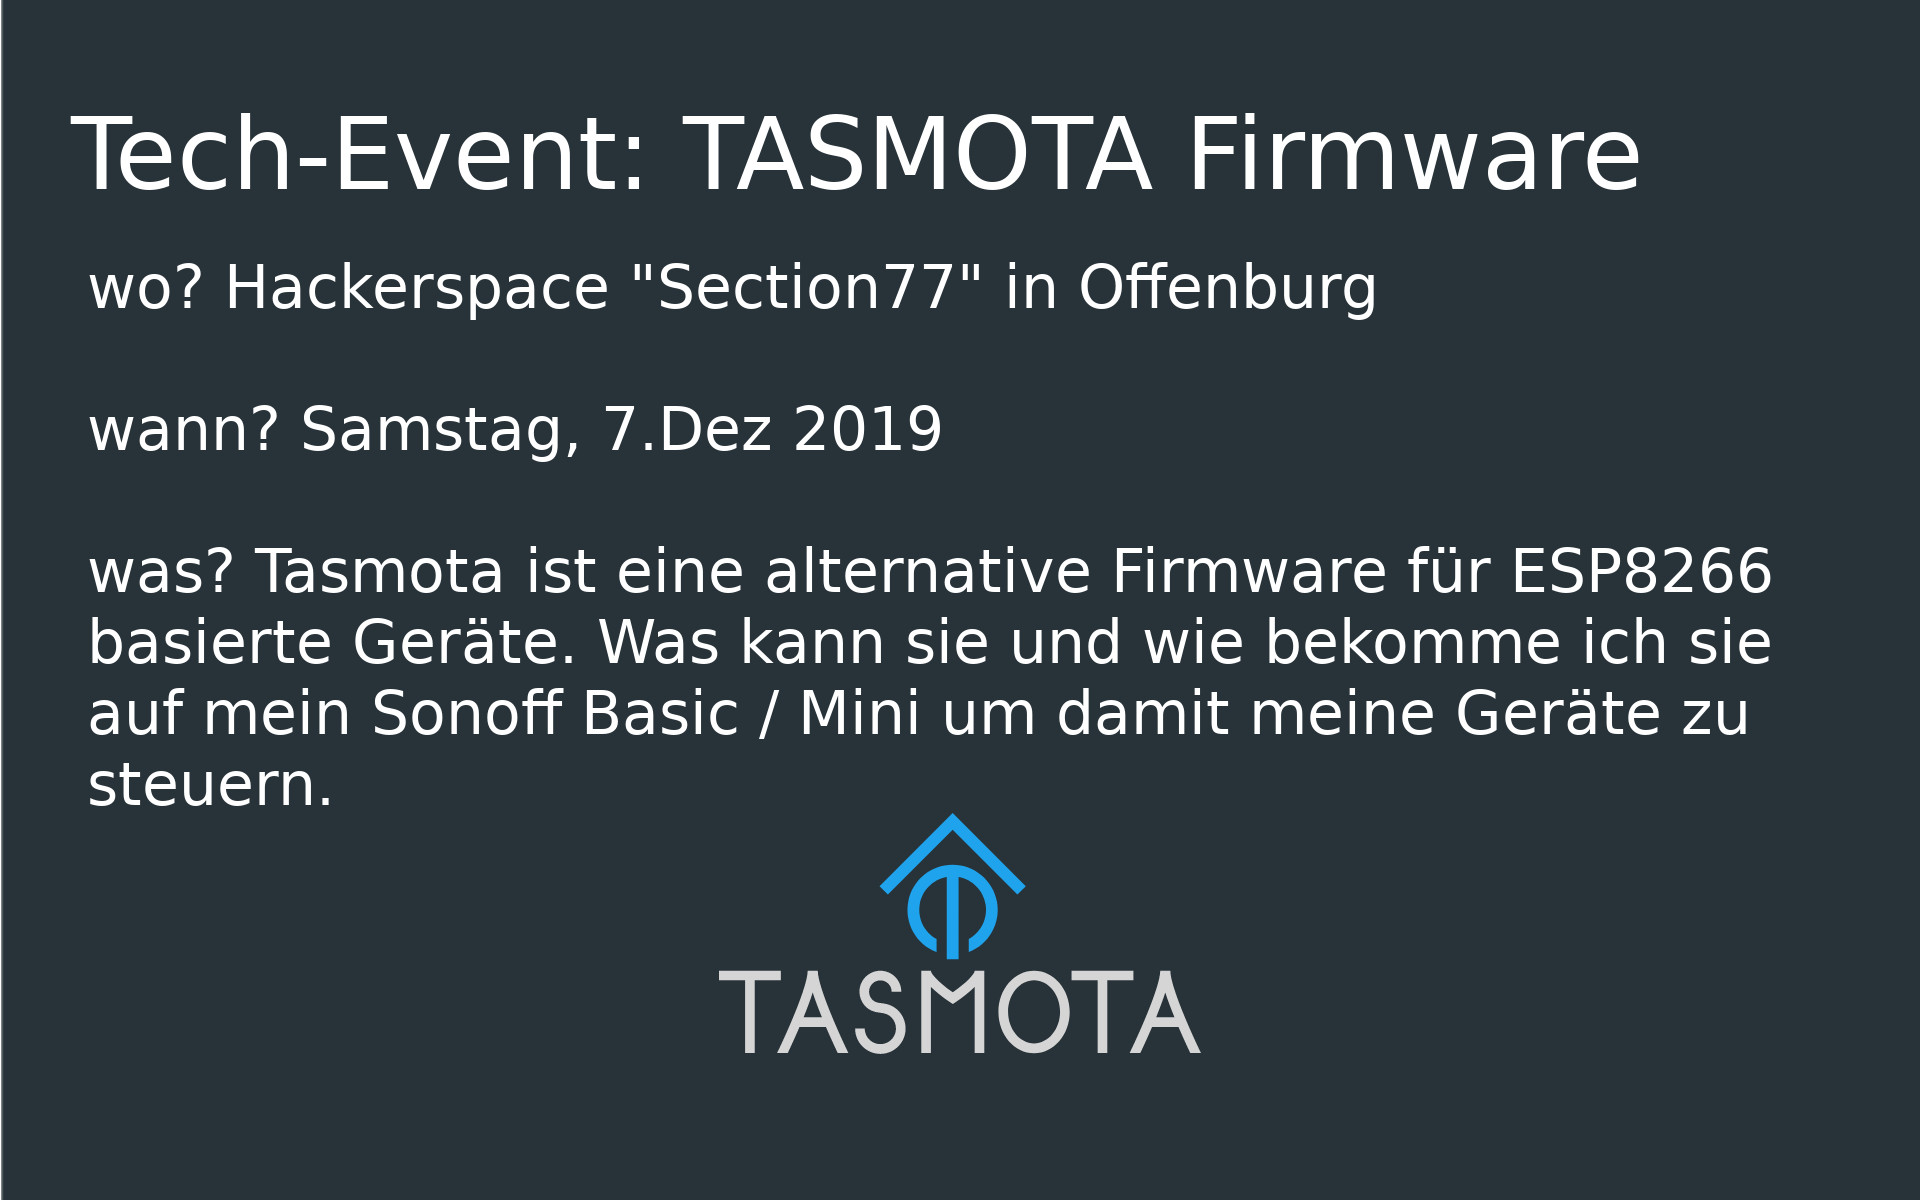 Tech-Event: TASMOTA Firmware
wo? Hackerspace "Section77" in Offenburg
wann? Samstag, 7.Dez 2019
was? Tasmota ist eine alternative Firmware für ESP8266
basierte Geräte. Was kann sie und wie bekomme ich sie
auf mein Sonoff Basic / Mini um damit meine Geräte zu
steuern.
TASMOTA